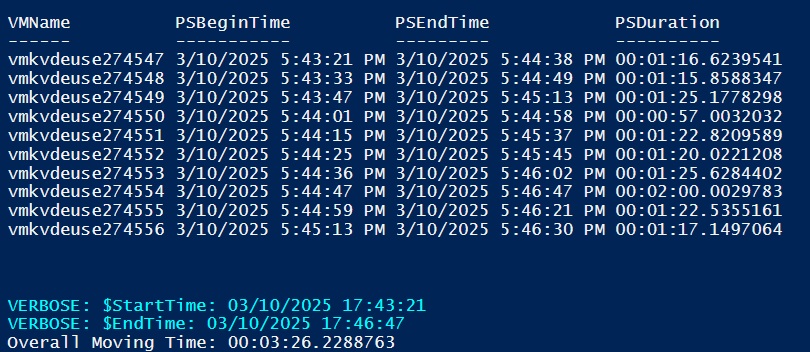 VMName PSBeginTime PSEndTime PSDuration
------ ----------- --------- ----------
vmkvdeuse274547 3/10/2025 5:43:21 PM 3/10/2025 5:44:38 PM 00:01:16.6239541
vmkvdeuse274548 3/10/2025 5:43:33 PM 3/10/2025 5:44:49 PM 00:01:15.8588347
vmkvdeuse274549 3/10/2025 5:43:47 PM 3/10/2025 5:45:13 PM 00:01:25.1778298
vmkvdeuse274550 3/10/2025 5:44:01 PM 3/10/2025 5:44:58 PM 00:00:57.0032032
vmkvdeuse274551 3/10/2025 5:44:15 PM 3/10/2025 5:45:37 PM 00:01:22.8209589
vmkvdeuse274552 3/10/2025 5:44:25 PM 3/10/2025 5:45:45 PM 00:01:20.0221208
vmkvdeuse274553 3/10/2025 5:44:36 PM 3/10/2025 5:46:02 PM 00:01:25.6284402
vmkvdeuse274554 3/10/2025 5:44:47 PM 3/10/2025 5:46:47 PM 00:02:00.0029783
vmkvdeuse274555 3/10/2025 5:44:59 PM 3/10/2025 5:46:21 PM 00:01:22.5355161
vmkvdeuse274556 3/10/2025 5:45:13 PM 3/10/2025 5:46:30 PM 00:01:17.1497064
VERBOSE: $StartTime: 03/10/2025 17:43:21
VERBOSE: $EndTime: 03/10/2025 17:46:47
Overall Moving Time: 00:03:26.2288763